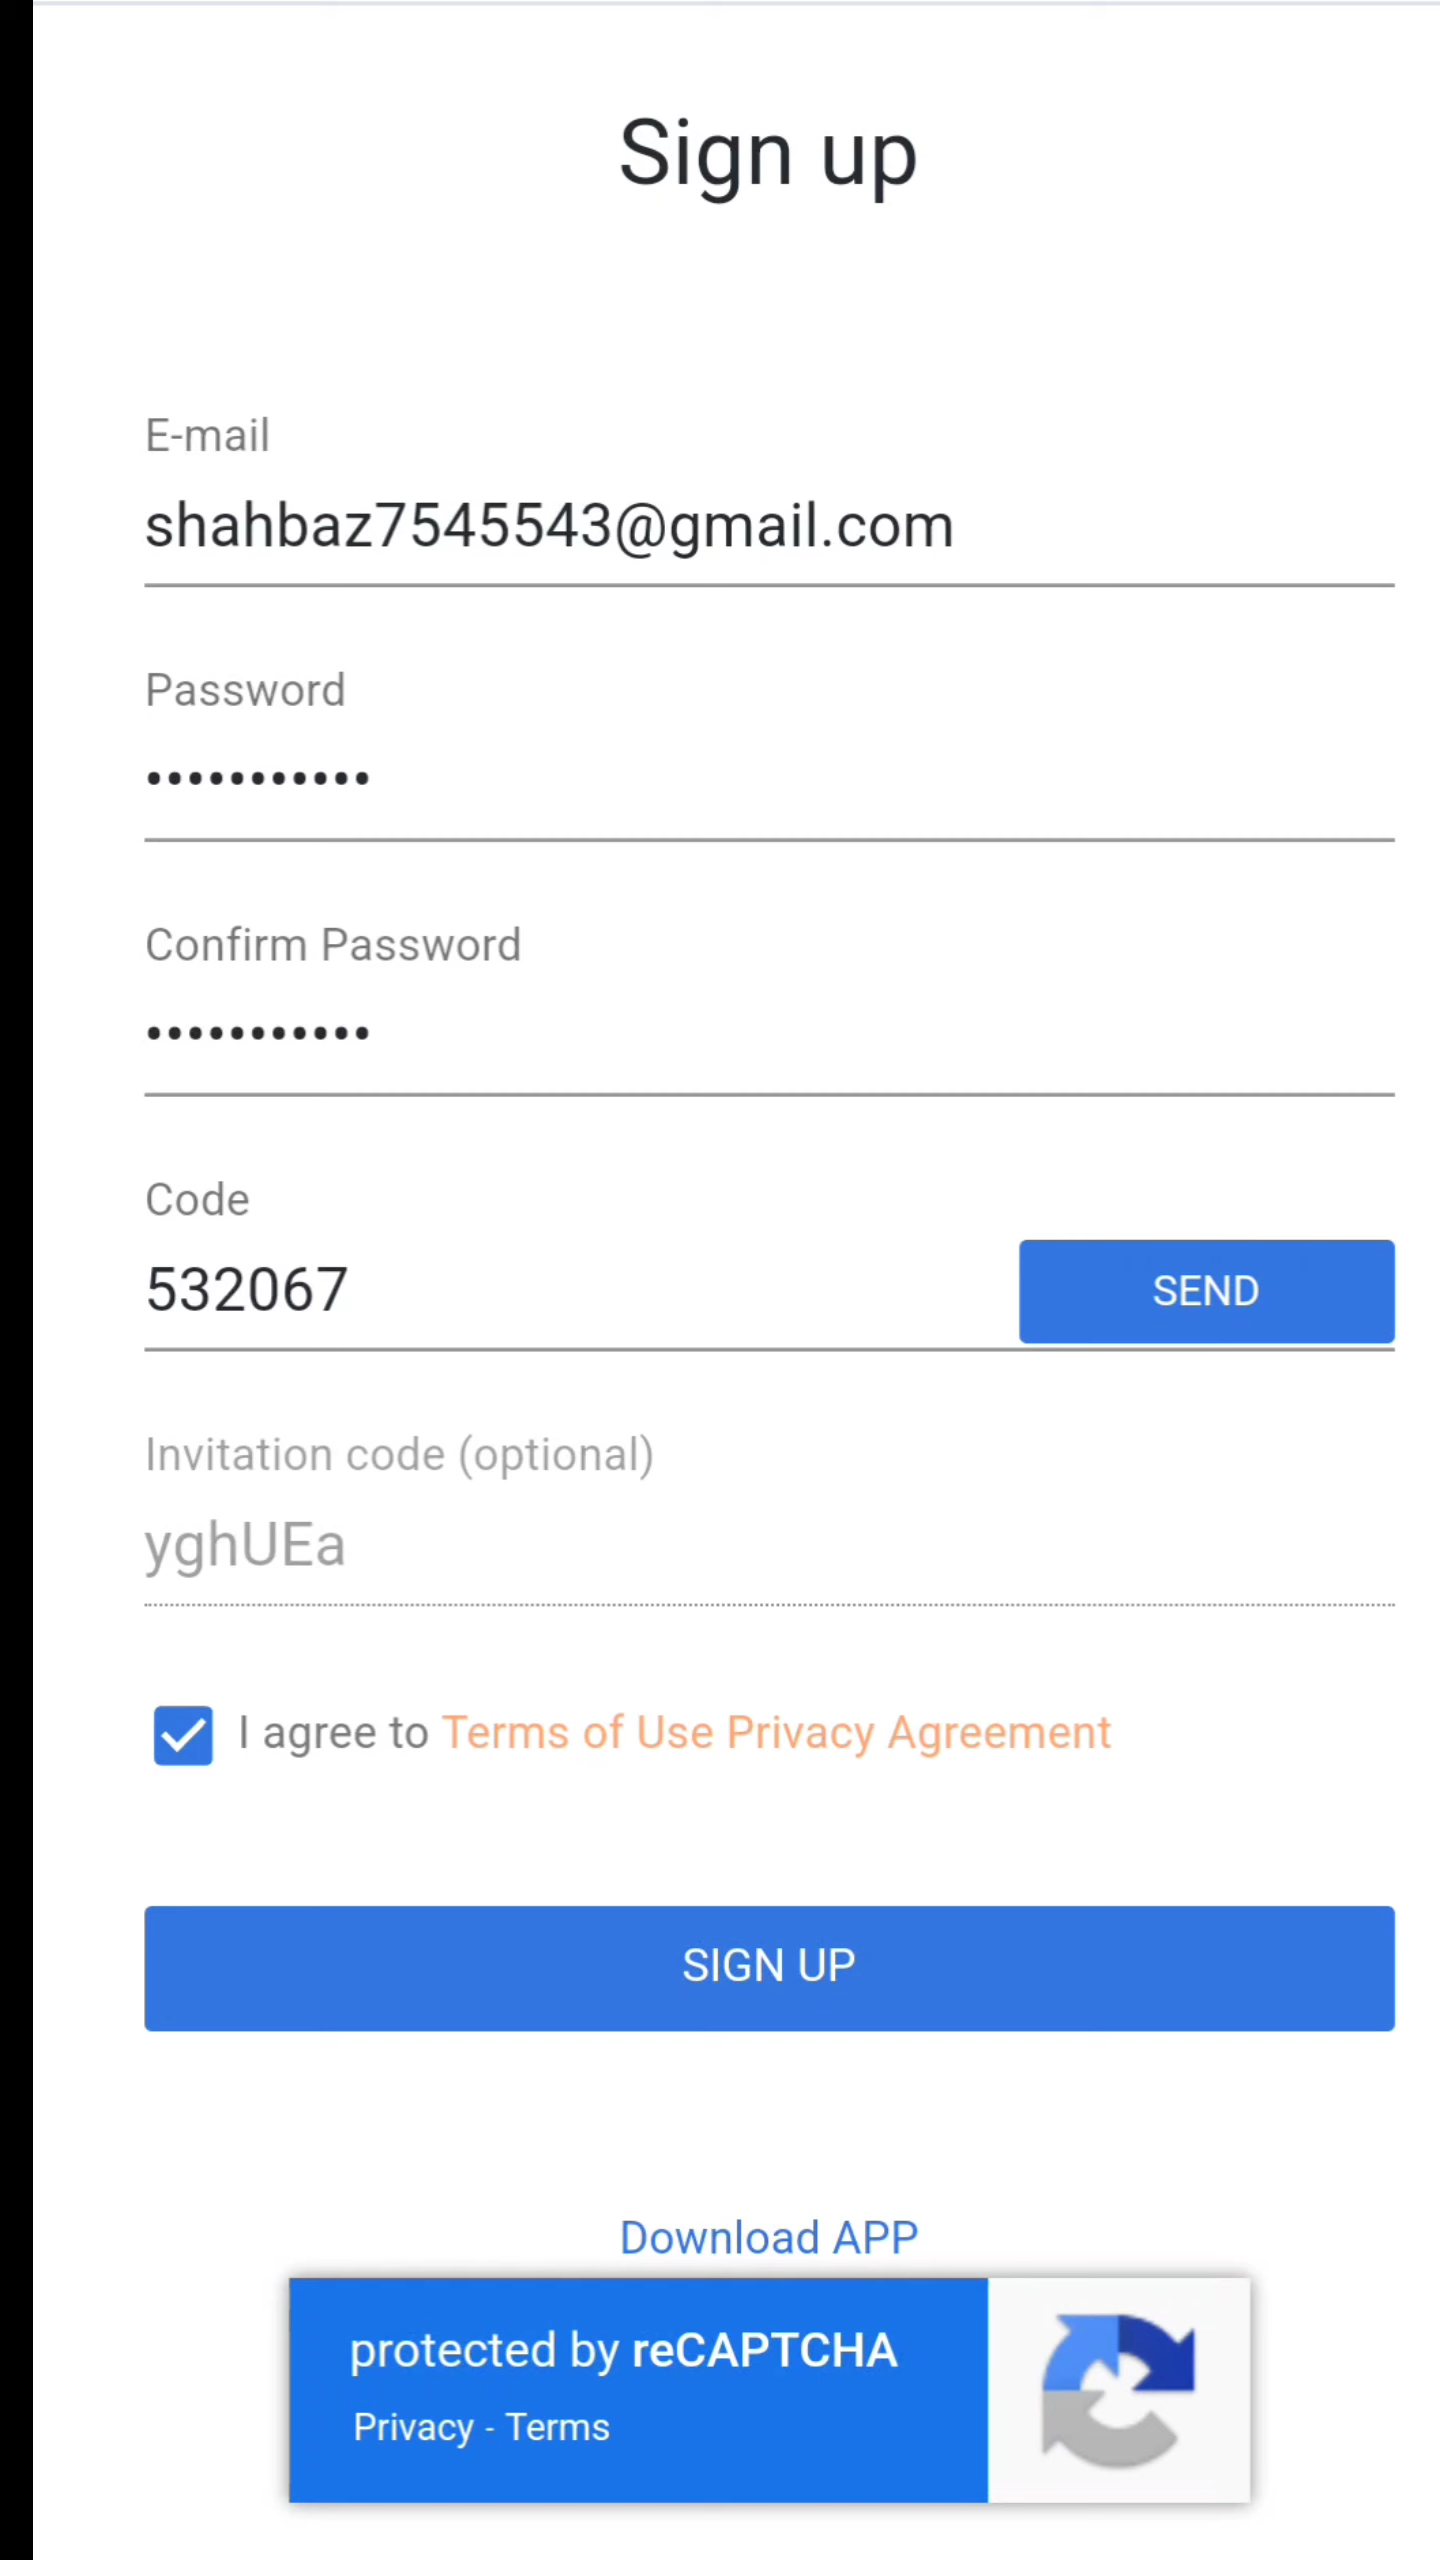 Sign up
E-mail
shahbaz7545543@gmail.com
Password
•••••••••••
Confirm Password
•••••••••••
Code
532067
SEND
Invitation code (optional)
yghUEa
I agree to Terms of Use Privacy Agreement
SIGN UP
Download APP
protected by reCAPTCHA
Privacy - Terms